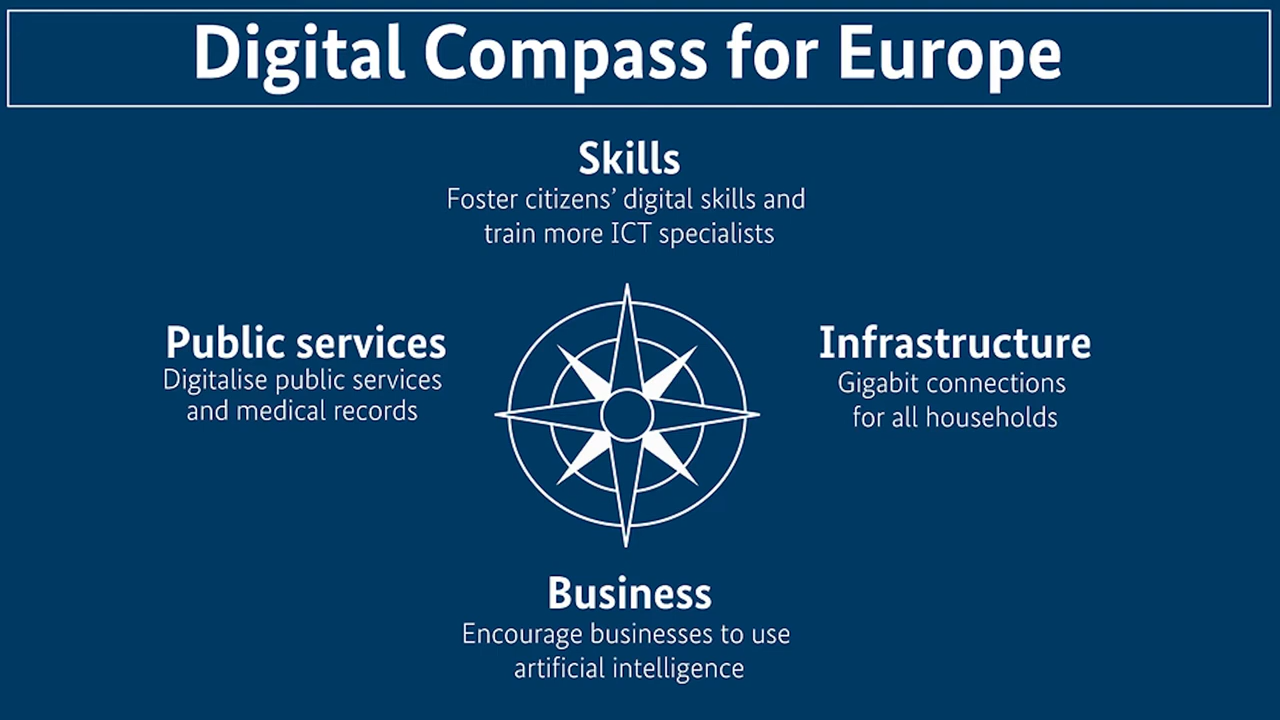 Digital Compass for Europe
Skills
Foster citizens’ digital skills and
train more ICT specialists
Public services
Digitalise public services
and medical records
Infrastructure
Gigabit connections
for all households
Business
Encourage businesses to use
artificial intelligence